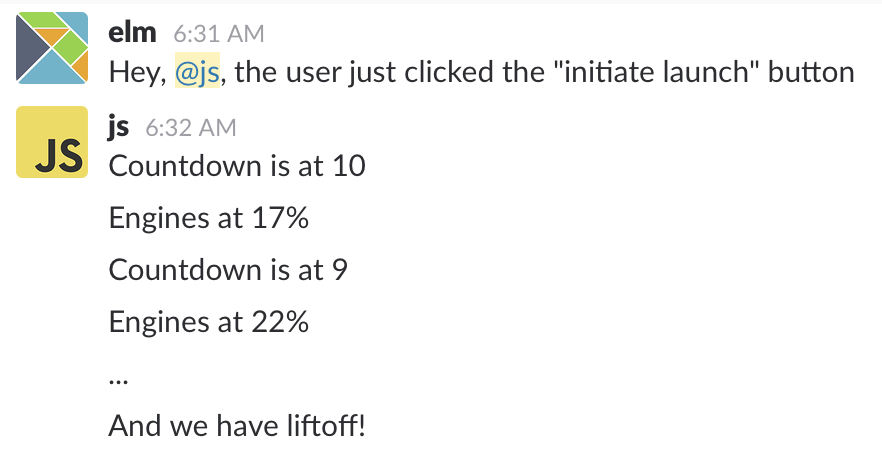 elm 6:31 AM
Hey, @js, the user just clicked the "initiate launch" button
js 6:32 AM
JS
Countdown is at 10
Engines at 17%
Countdown is at 9
Engines at 22%
...
And we have liftoff!